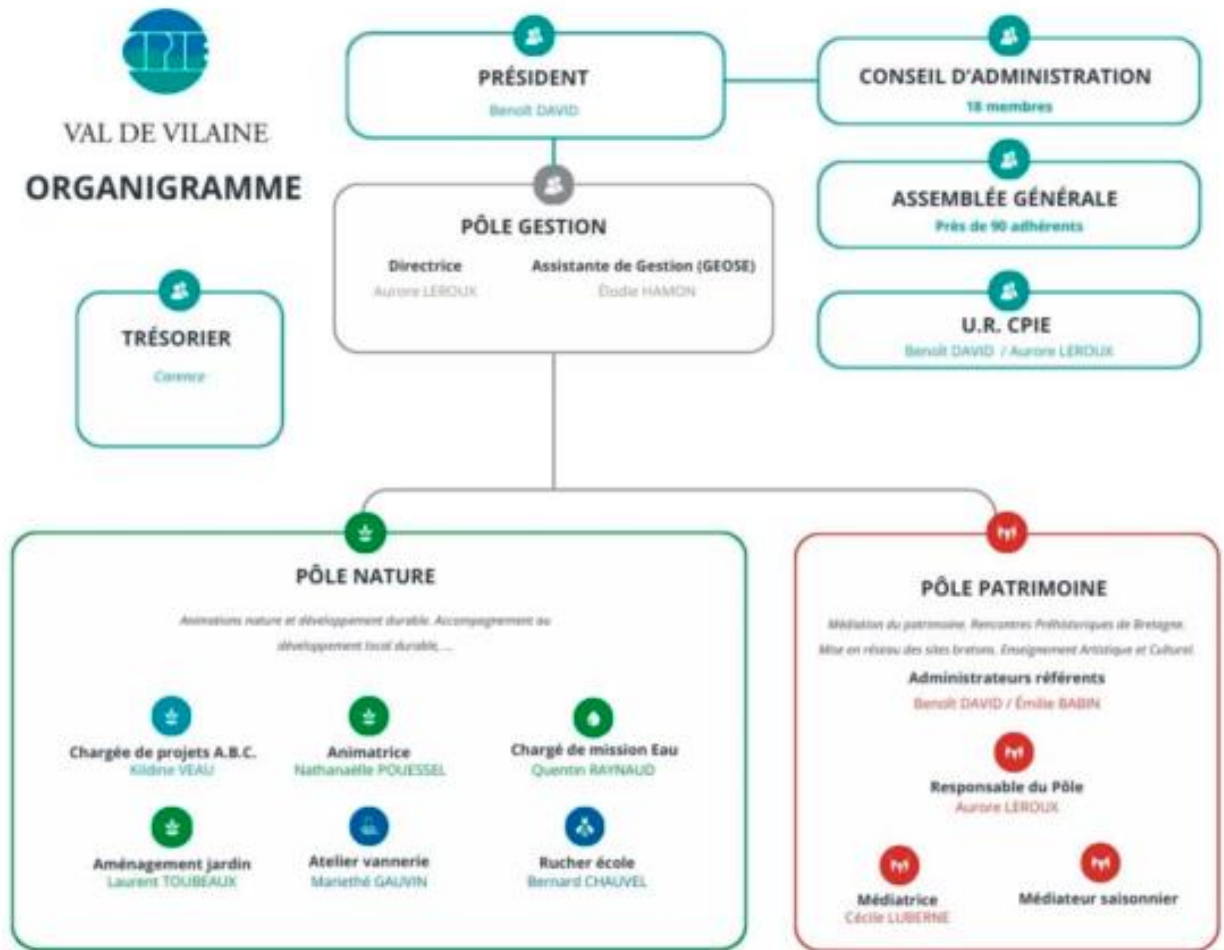 CPIE
VAL DE VILAINE
ORGANIGRAMME
PRÉSIDENT
Benoît DAVID
CONSEIL D'ADMINISTRATION
18 membres
ASSEMBLÉE GÉNÉRALE
Près de 90 adhérents
U.R. CPIE
Benoît DAVID / Aurore LEROUX
PÔLE GESTION
Directrice
Aurore LEROUX
Assistante de Gestion (GEOSE)
Élodie HAMON
TRÉSORIER
Carence
PÔLE NATURE
Animations nature et développement durable. Accompagnement au
développement local durable, ...
Chargée de projets A.B.C.
Kildine VEAU
Animatrice
Nathanaëlle POUESSEL
Chargé de mission Eau
Quentin RAYNAUD
Aménagement jardin
Laurent TOUBEAUX
Atelier vannerie
Mariethé GAUVIN
Rucher école
Bernard CHAUVEL
PÔLE PATRIMOINE
Médiation du patrimoine. Rencontres Préhistoriques de Bretagne.
Mise en réseau des sites bretons. Enseignement Artistique et Culturel.
Administrateurs référents
Benoît DAVID / Émilie BABIN
Responsable du Pôle
Aurore LEROUX
Médiatrice
Cécile LUBERNE
Médiateur saisonnier